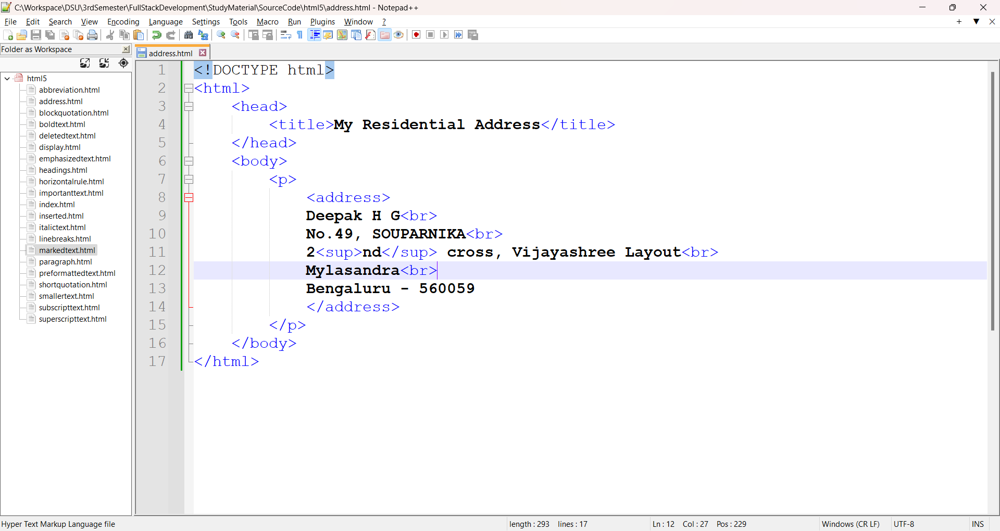 C:\Workspace\DSU\3rdSemester\FullStackDevelopment\StudyMaterial\SourceCode\html5\address.html - Notepad++
File Edit Search View Encoding Language Settings Tools Macro Run Plugins Window ?
Folder as Workspace
address.html
html5
abbreviation.html
address.html
blockquotation.html
boldtext.html
deletedtext.html
display.html
emphasizedtext.html
headings.html
horizontalrule.html
importanttext.html
index.html
inserted.html
italictext.html
linebreaks.html
markedtext.html
paragraph.html
preformattedtext.html
shortquotation.html
smallertext.html
subscripttext.html
superscripttext.html
1 <!DOCTYPE html>
2 <html>
3 <head>
4 <title>My Residential Address</title>
5 </head>
6 <body>
7 <p>
8 <address>
9 Deepak H G<br>
10 No.49, SOUPARNIKA<br>
11 2<sup>nd</sup> cross, Vijayashree Layout<br>
12 Mylasandra<br>
13 Bengaluru - 560059
14 </address>
15 </p>
16 </body>
17 </html>
Hyper Text Markup Language file length : 293 lines : 17 Ln : 12 Col : 27 Pos : 229 Windows (CR LF) UTF-8 INS